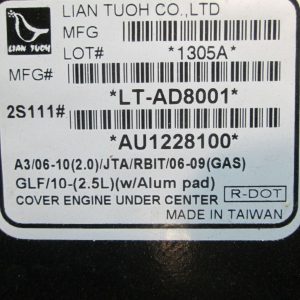 LIAN TUOH CO.,LTD
LIAN TUOH
MFG
LOT# *1305A*
MFG#
*LT-AD8001*
2S111#
*AU1228100*
A3/06-10(2.0)/JTA/RBIT/06-09(GAS)
GLF/10-(2.5L)(w/Alum pad)
COVER ENGINE UNDER CENTER R-DOT
MADE IN TAIWAN